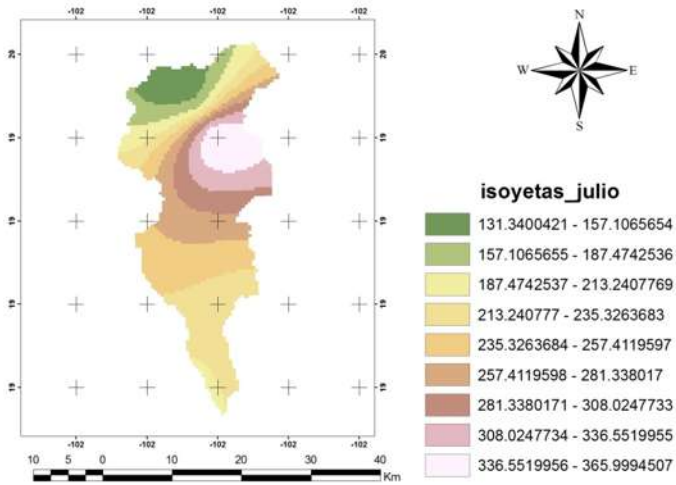 -102 -102 -102 -102
N
W E
S
20 20
19 19
19 19
19 19
19 19
-102 -102 -102 -102
10 5 0 10 20 30 40
Km
isoyetas_julio
131.3400421 - 157.1065654
157.1065655 - 187.4742536
187.4742537 - 213.2407769
213.240777 - 235.3263683
235.3263684 - 257.4119597
257.4119598 - 281.338017
281.3380171 - 308.0247733
308.0247734 - 336.5519955
336.5519956 - 365.9994507